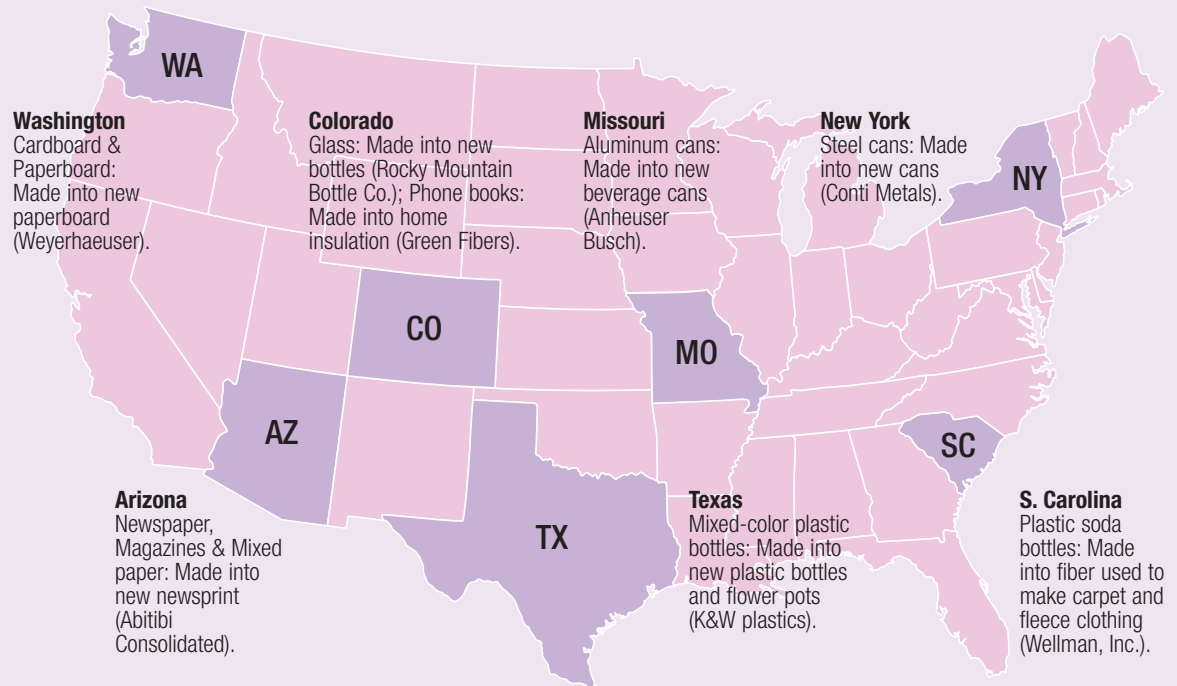 WA
Washington
Cardboard &
Paperboard:
Made into new
paperboard
(Weyerhaeuser).
Colorado
Glass: Made into new
bottles (Rocky Mountain
Bottle Co.); Phone books:
Made into home
insulation (Green Fibers).
Missouri
Aluminum cans:
Made into new
beverage cans
(Anheuser
Busch).
New York
Steel cans: Made
into new cans
(Conti Metals).
NY
CO
MO
AZ
SC
TX
Arizona
Newspaper,
Magazines & Mixed
paper: Made into
new newsprint
(Abitibi
Consolidated).
Texas
Mixed-color plastic
bottles: Made into
new plastic bottles
and flower pots
(K&W plastics).
S. Carolina
Plastic soda
bottles: Made
into fiber used to
make carpet and
fleece clothing
(Wellman, Inc.).